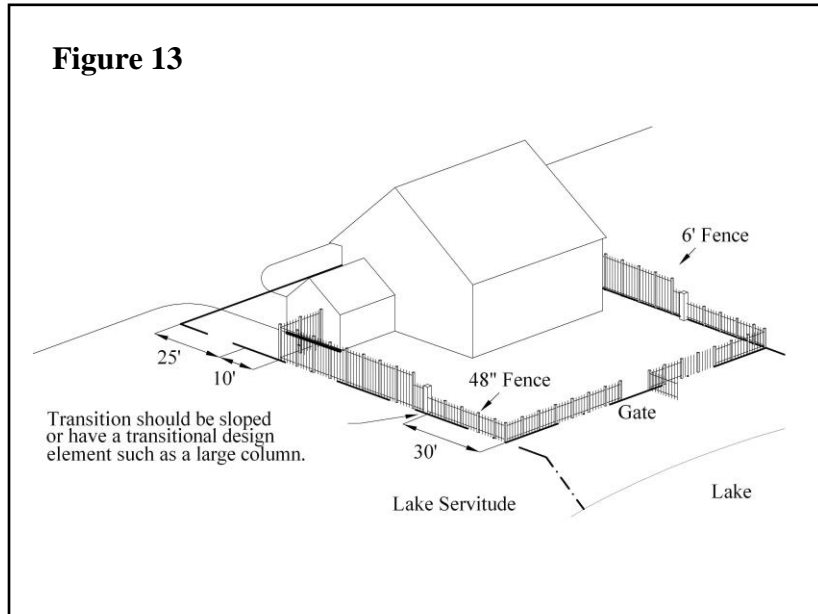 Figure 13
6' Fence
25'
10'
48" Fence
Gate
Transition should be sloped
or have a transitional design
element such as a large column.
30'
Lake Servitude
Lake